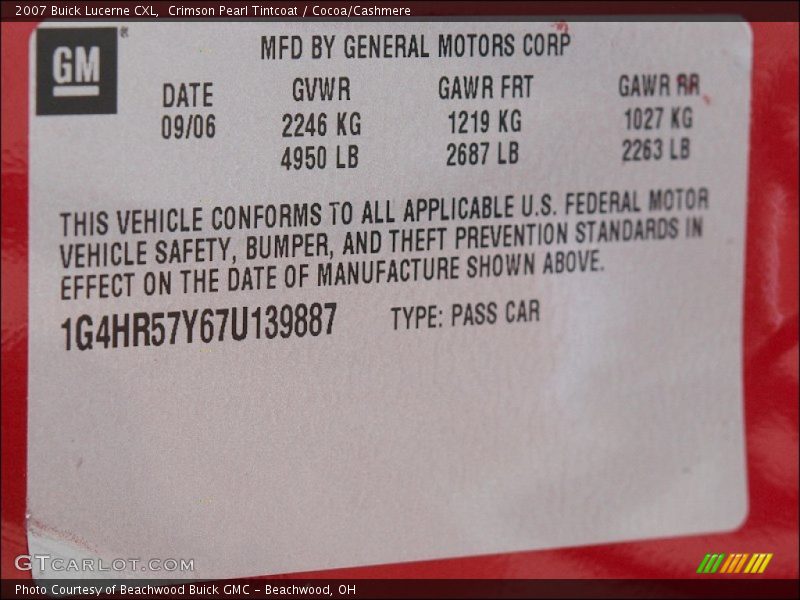 2007 Buick Lucerne CXL,  Crimson Pearl Tintcoat / Cocoa/Cashmere
GM
®
MFD BY GENERAL MOTORS CORP
DATE GVWR GAWR FRT GAWR RR
09/06 2246 KG 1219 KG 1027 KG
4950 LB 2687 LB 2263 LB
THIS VEHICLE CONFORMS TO ALL APPLICABLE U.S. FEDERAL MOTOR
VEHICLE SAFETY, BUMPER, AND THEFT PREVENTION STANDARDS IN
EFFECT ON THE DATE OF MANUFACTURE SHOWN ABOVE.
1G4HR57Y67U139887 TYPE: PASS CAR
GTCARLOT.COM
Photo Courtesy of Beachwood Buick GMC – Beachwood, OH